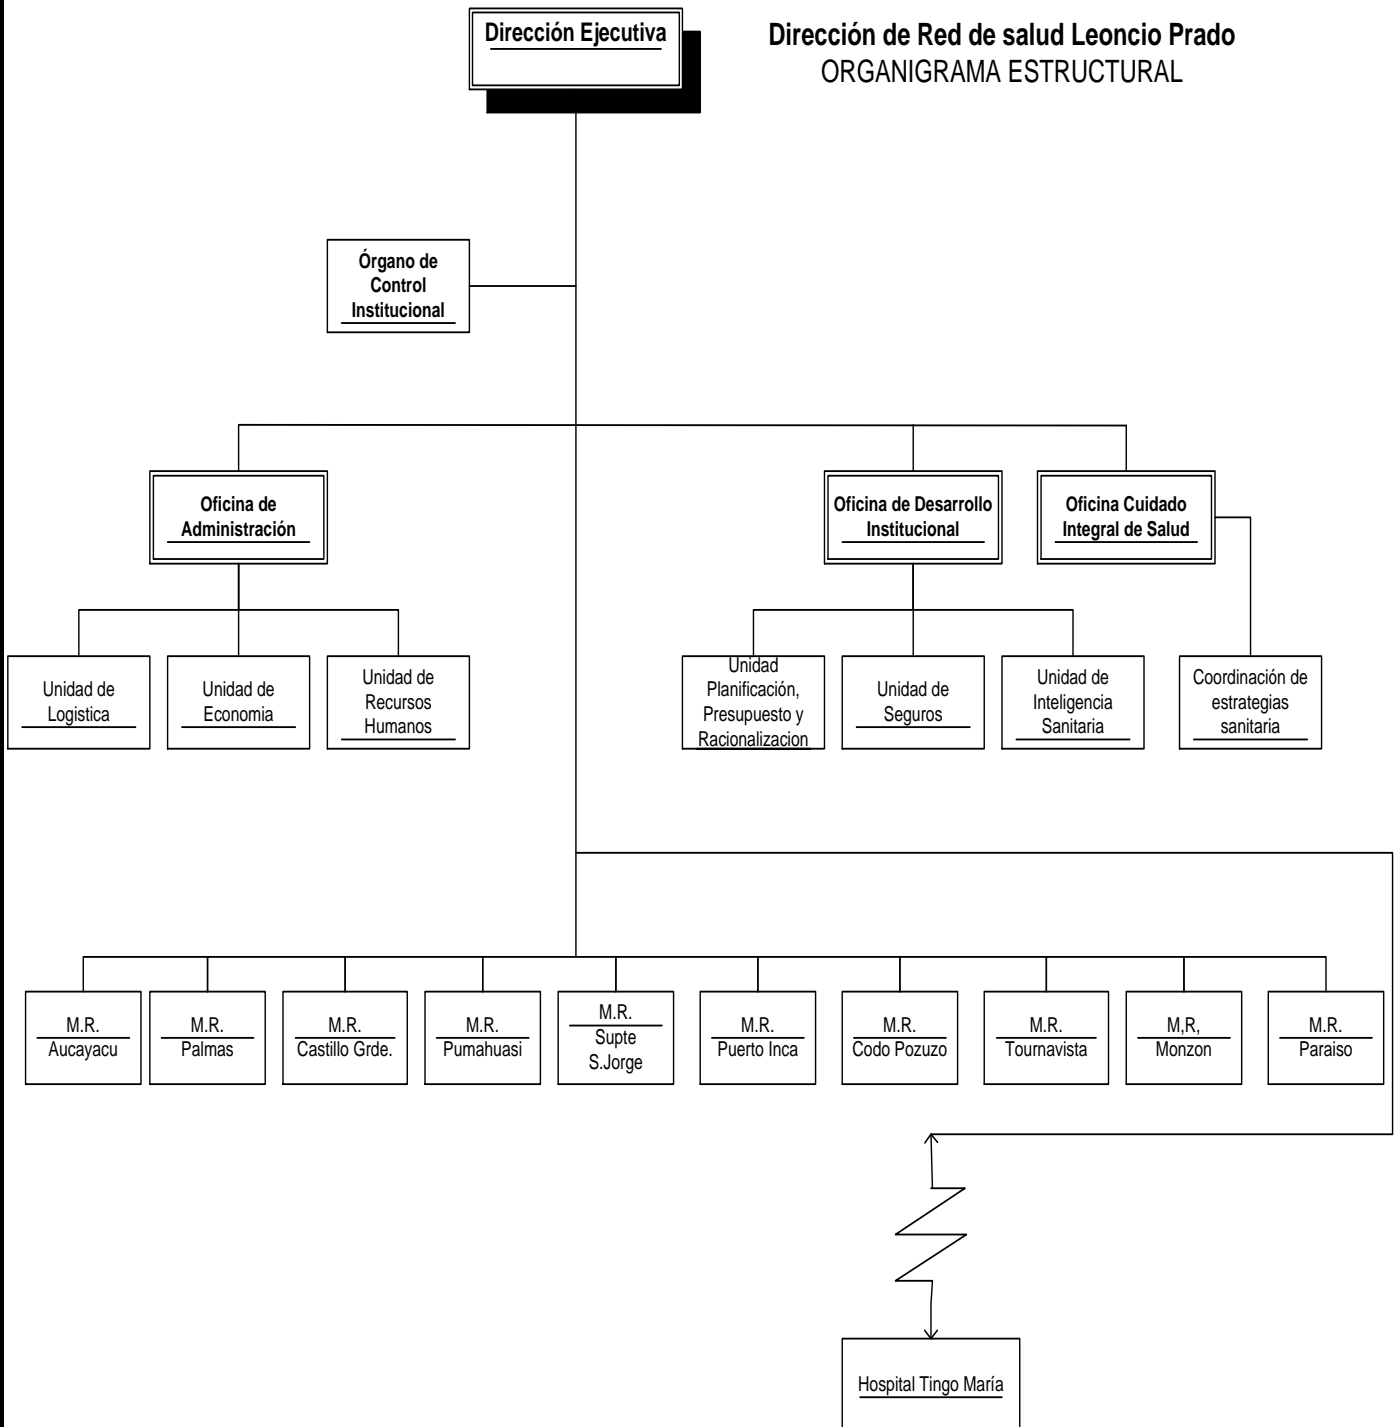 Dirección Ejecutiva
Dirección de Red de salud Leoncio Prado
ORGANIGRAMA ESTRUCTURAL
Órgano de
Control
Institucional
Oficina de
Administración
Oficina de Desarrollo
Institucional
Oficina Cuidado
Integral de Salud
Unidad de
Logistica
Unidad de
Economia
Unidad de
Recursos
Humanos
Unidad
Planificación,
Presupuesto y
Racionalizacion
Unidad de
Seguros
Unidad de
Inteligencia
Sanitaria
Coordinación de
estrategias
sanitaria
M.R.
Aucayacu
M.R.
Palmas
M.R.
Castillo Grde.
M.R.
Pumahuasi
M.R.
Supte
S.Jorge
M.R.
Puerto Inca
M.R.
Codo Pozuzo
M.R.
Tournavista
M,R,
Monzon
M.R.
Paraiso
Hospital Tingo María